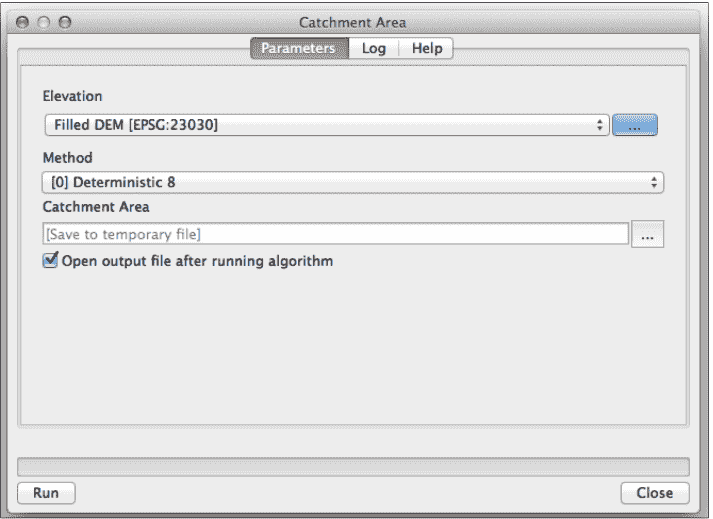 Catchment Area
Parameters Log Help
Elevation
Filled DEM [EPSG:23030]
...
Method
[0] Deterministic 8
Catchment Area
[Save to temporary file]
...
Open output file after running algorithm
Run
Close